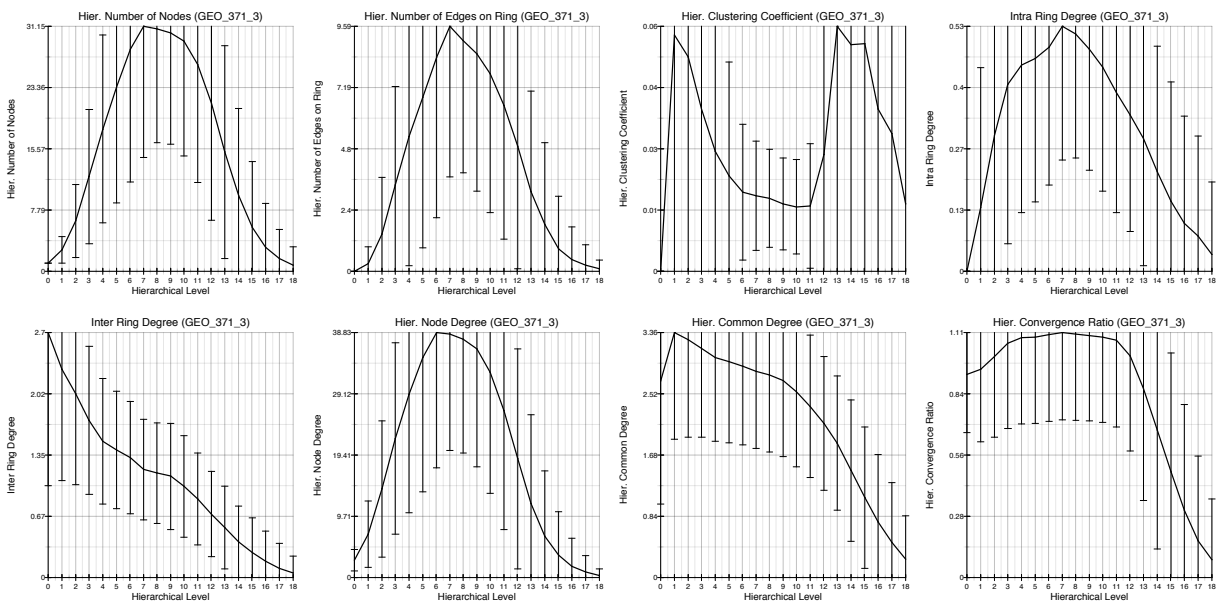 Hier. Number of Nodes (GEO_371_3)
31.15
23.36
15.57
7.79
0
Hier. Number of Nodes
0 1 2 3 4 5 6 7 8 9 10 11 12 13 14 15 16 17 18
Hierarchical Level
Hier. Number of Edges on Ring (GEO_371_3)
9.59
7.19
4.8
2.4
0
Hier. Number of Edges on Ring
0 1 2 3 4 5 6 7 8 9 10 11 12 13 14 15 16 17 18
Hierarchical Level
Hier. Clustering Coefficient (GEO_371_3)
0.06
0.04
0.03
0.01
0
Hier. Clustering Coefficient
0 1 2 3 4 5 6 7 8 9 10 11 12 13 14 15 16 17 18
Hierarchical Level
Intra Ring Degree (GEO_371_3)
0.53
0.4
0.27
0.13
0
Intra Ring Degree
0 1 2 3 4 5 6 7 8 9 10 11 12 13 14 15 16 17 18
Hierarchical Level
Inter Ring Degree (GEO_371_3)
2.7
2.02
1.35
0.67
0
Inter Ring Degree
0 1 2 3 4 5 6 7 8 9 10 11 12 13 14 15 16 17 18
Hierarchical Level
Hier. Node Degree (GEO_371_3)
38.83
29.12
19.41
9.71
0
Hier. Node Degree
0 1 2 3 4 5 6 7 8 9 10 11 12 13 14 15 16 17 18
Hierarchical Level
Hier. Common Degree (GEO_371_3)
3.36
2.52
1.68
0.84
0
Hier. Common Degree
0 1 2 3 4 5 6 7 8 9 10 11 12 13 14 15 16 17 18
Hierarchical Level
Hier. Convergence Ratio (GEO_371_3)
1.11
0.84
0.56
0.28
0
Hier. Convergence Ratio
0 1 2 3 4 5 6 7 8 9 10 11 12 13 14 15 16 17 18
Hierarchical Level